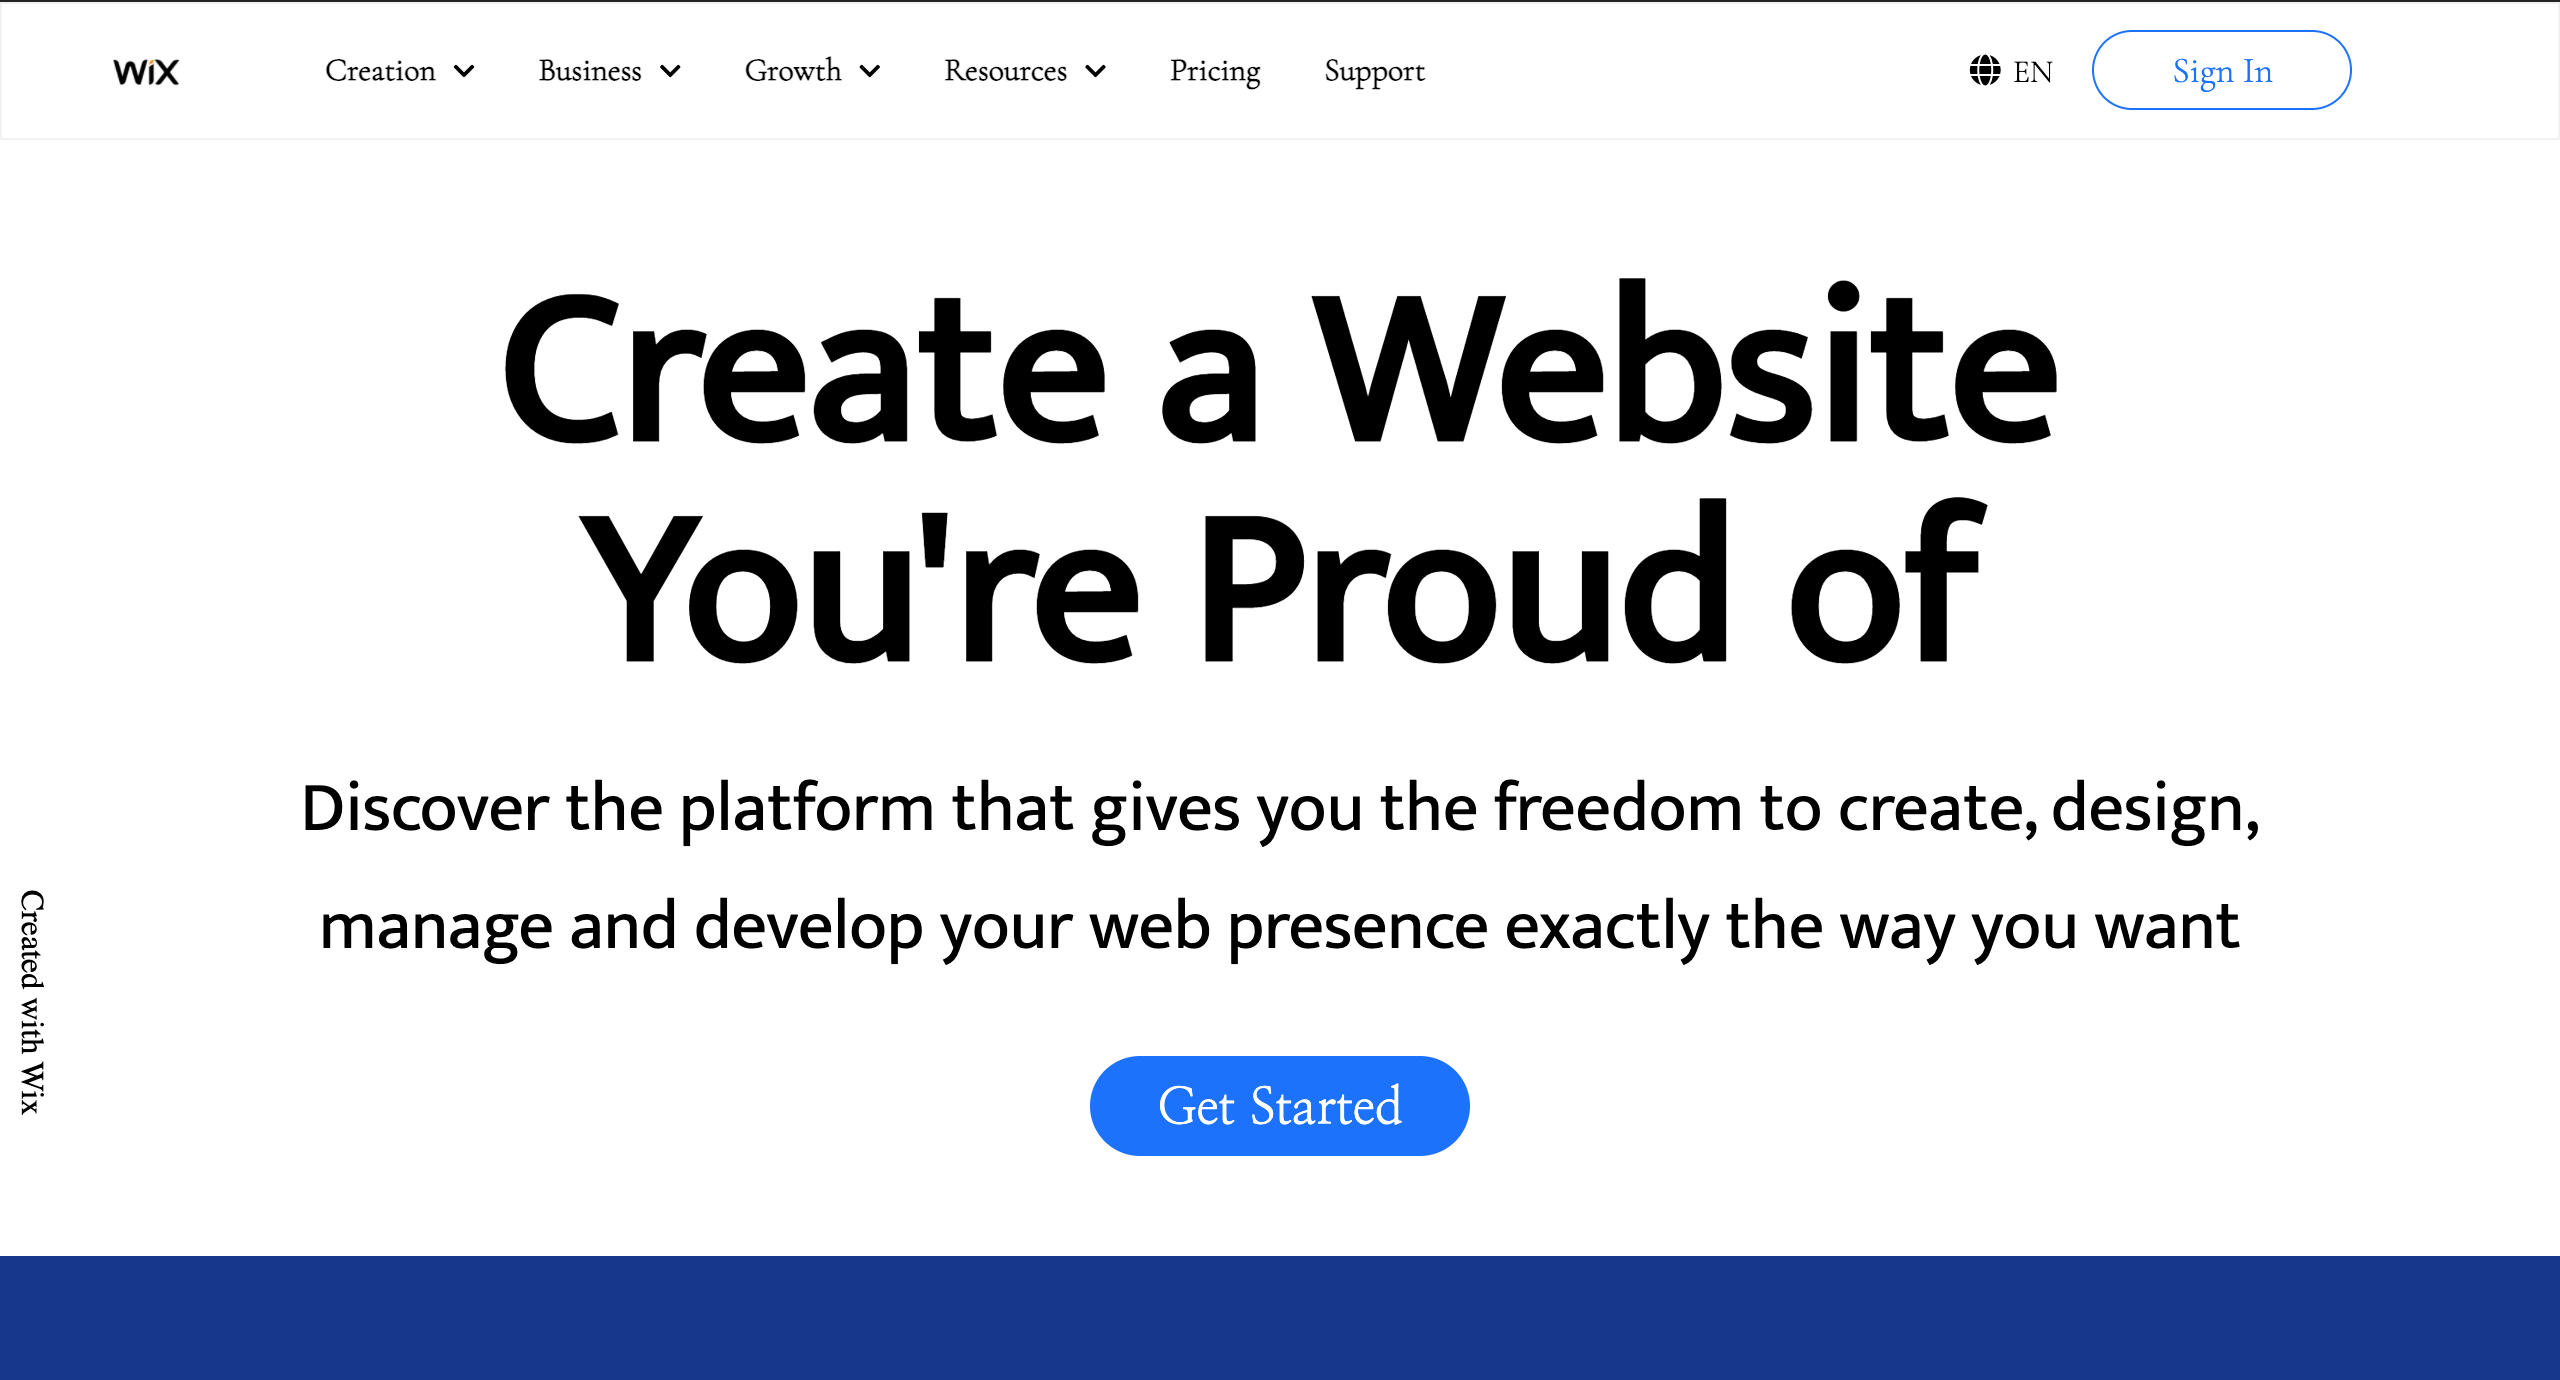 WiX
Creation
Business
Growth
Resources
Pricing
Support
EN
Sign In
Create a Website
You're Proud of
Discover the platform that gives you the freedom to create, design,
manage and develop your web presence exactly the way you want
Created with Wix
Get Started